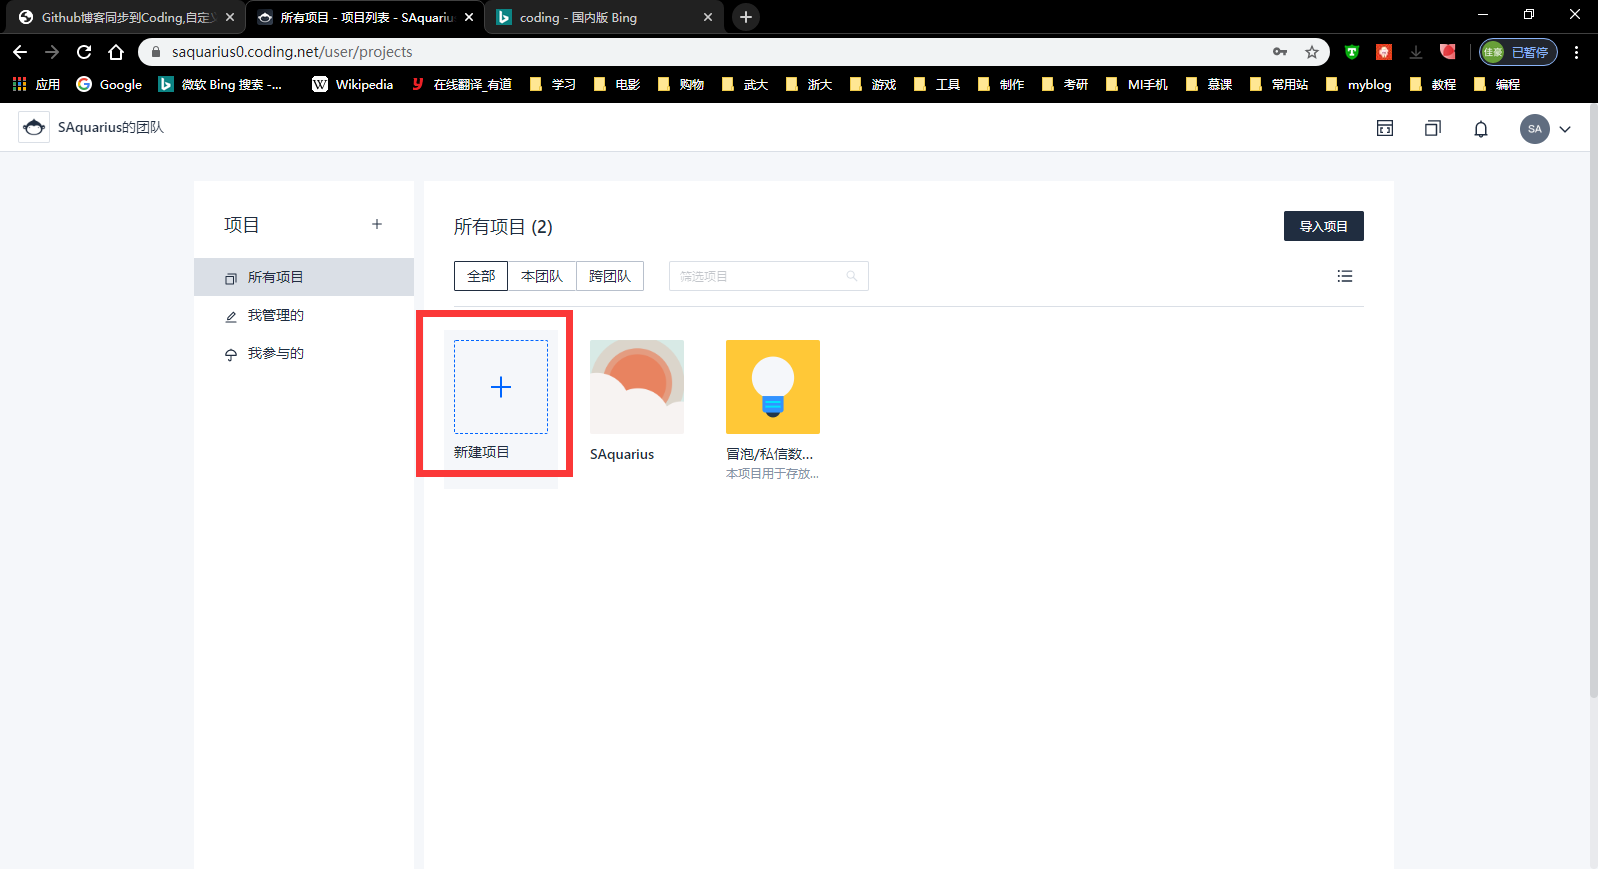 Github博客同步到Coding,自定义
所有项目 - 项目列表 - SAquarius
coding - 国内版 Bing
saquarius0.coding.net/user/projects
佳豪 已暂停
应用 Google 微软 Bing 搜索 -... Wikipedia 在线翻译_有道 学习 电影 购物 武大 浙大 游戏 工具 制作 考研 MI手机 慕课 常用站 myblog 教程 编程
SAquarius的团队
SA
项目
所有项目
我管理的
我参与的
所有项目 (2)
导入项目
全部 本团队 跨团队
筛选项目
新建项目
SAquarius
冒泡/私信数...
本项目用于存放...